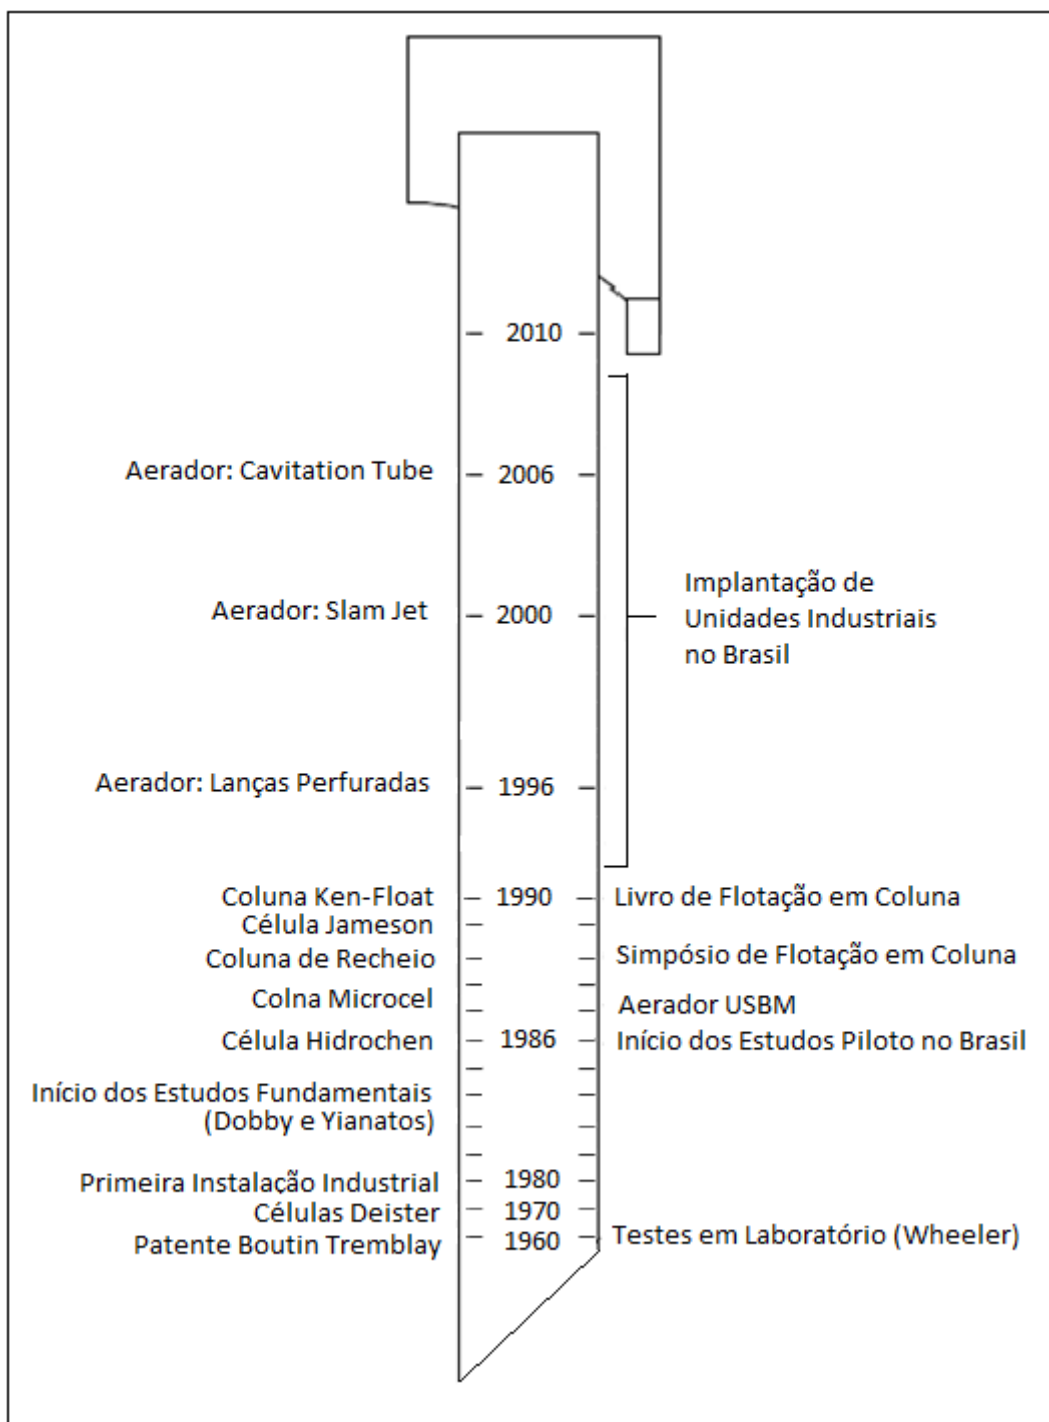 2010
Aerador: Cavitation Tube
2006
Implantação de
Unidades Industriais
no Brasil
Aerador: Slam Jet
2000
Aerador: Lanças Perfuradas
1996
Coluna Ken-Float
1990
Livro de Flotação em Coluna
Célula Jameson
Coluna de Recheio
Simpósio de Flotação em Coluna
Colna Microcel
Aerador USBM
Célula Hidrochen
1986
Início dos Estudos Piloto no Brasil
Início dos Estudos Fundamentais
(Dobby e Yianatos)
Primeira Instalação Industrial
1980
Células Deister
1970
Patente Boutin Tremblay
1960
Testes em Laboratório (Wheeler)